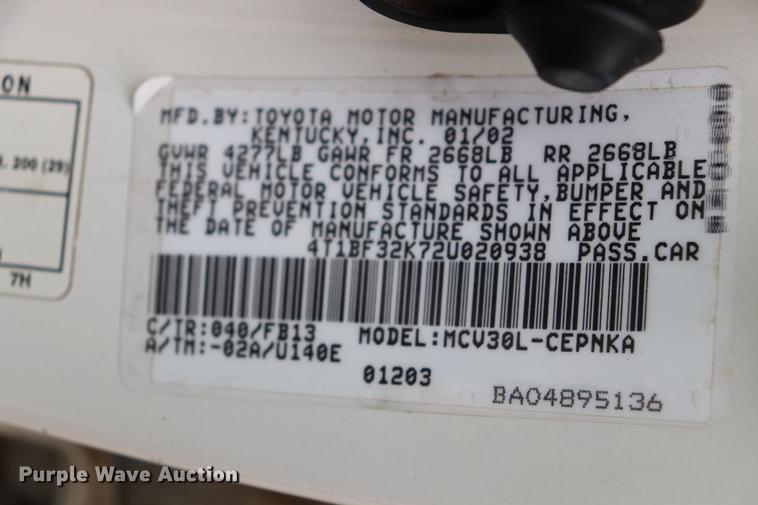 ON
. 200 (29)
7H
MFD.BY:TOYOTA MOTOR MANUFACTURING,
KENTUCKY,INC. 01/02
GVWR 4277LB GAWR FR 2668LB RR 2668LB
THIS VEHICLE CONFORMS TO ALL APPLICABLE
FEDERAL MOTOR VEHICLE SAFETY,BUMPER AND
THEFT PREVENTION STANDARDS IN EFFECT ON
THE DATE OF MANUFACTURE SHOWN ABOVE
4T1BF32K72U020938 PASS.CAR
C/TR:040/FB13 MODEL:MCV30L-CEPNKA
A/TM:-02A/U140E
01203
BA04895136
Purple Wave Auction